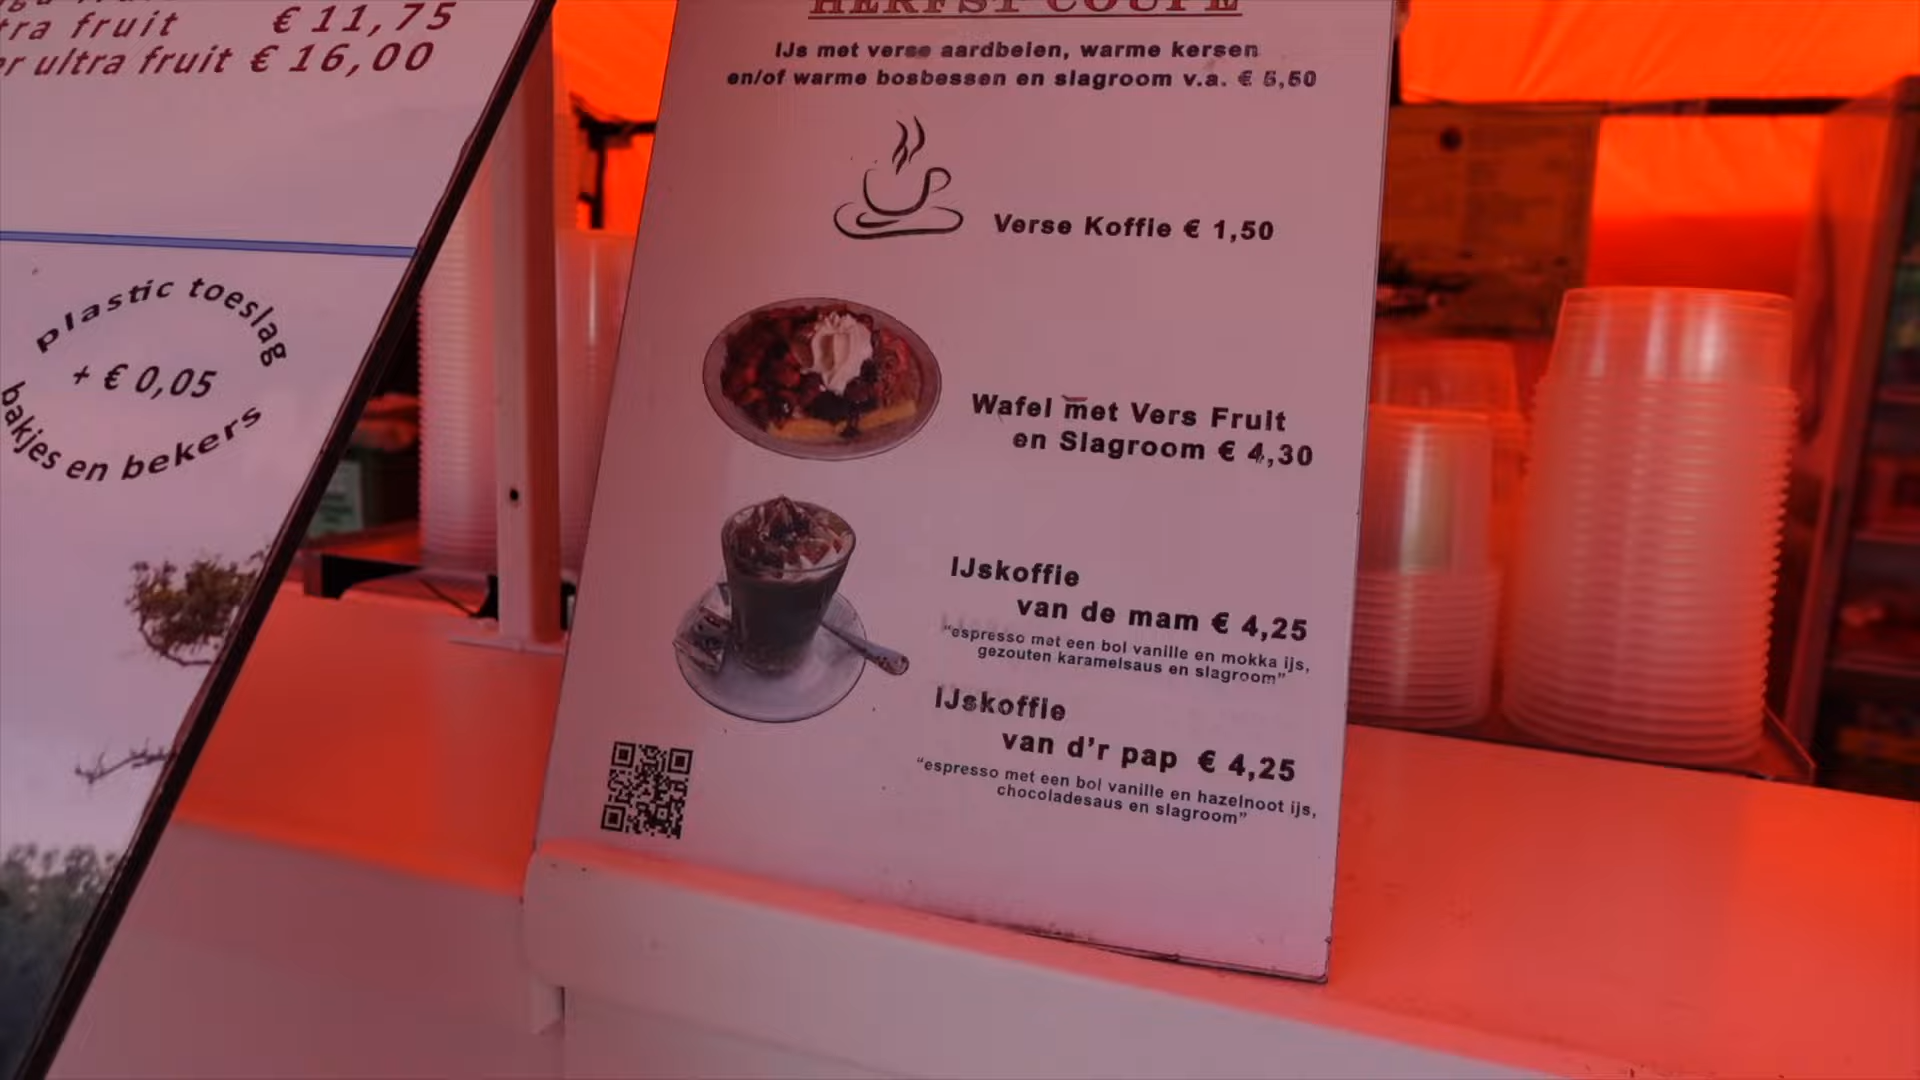 ra fruit € 11,75
r ultra fruit € 16,00
plastic toeslag
+ € 0,05
bakjes en bekers
HERFST COUPE
IJs met verse aardbeien, warme kersen
en/of warme bosbessen en slagroom v.a. € 5,50
Verse Koffie € 1,50
Wafel met Vers Fruit
en Slagroom € 4,30
IJskoffie
van de mam € 4,25
"espresso met een bol vanille en mokka ijs,
gezouten karamelsaus en slagroom"
IJskoffie
van d'r pap € 4,25
"espresso met een bol vanille en hazelnoot ijs,
chocoladesaus en slagroom"